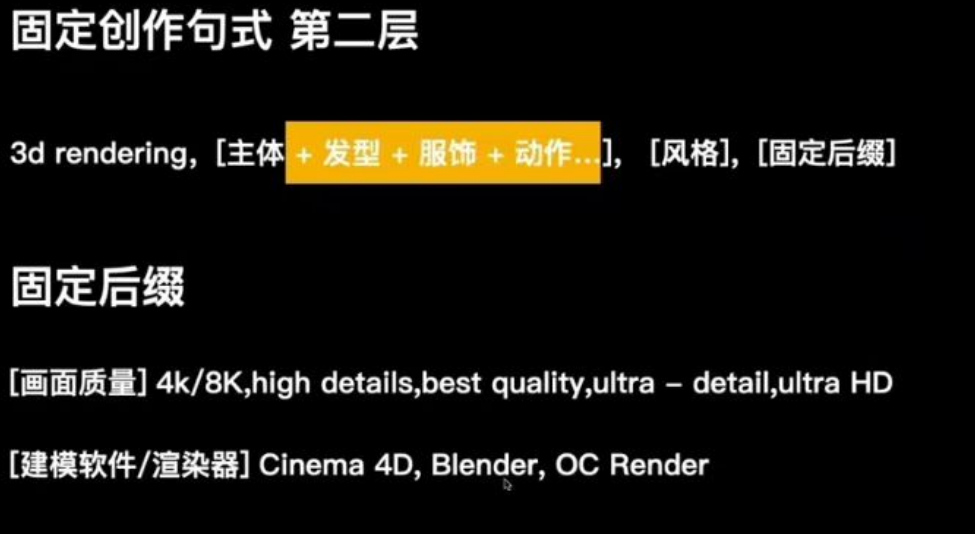 固定创作句式 第二层
3d rendering, [主体 + 发型 + 服饰 + 动作...], [风格], [固定后缀]
固定后缀
[画面质量] 4k/8K,high details,best quality,ultra – detail,ultra HD
[建模软件/渲染器] Cinema 4D, Blender, OC Render